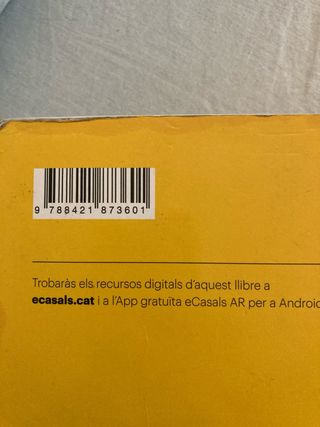 9 788421 873601
Trobaràs els recursos digitals d'aquest llibre a
ecasals.cat i a l'App gratuïta eCasals AR per a Android